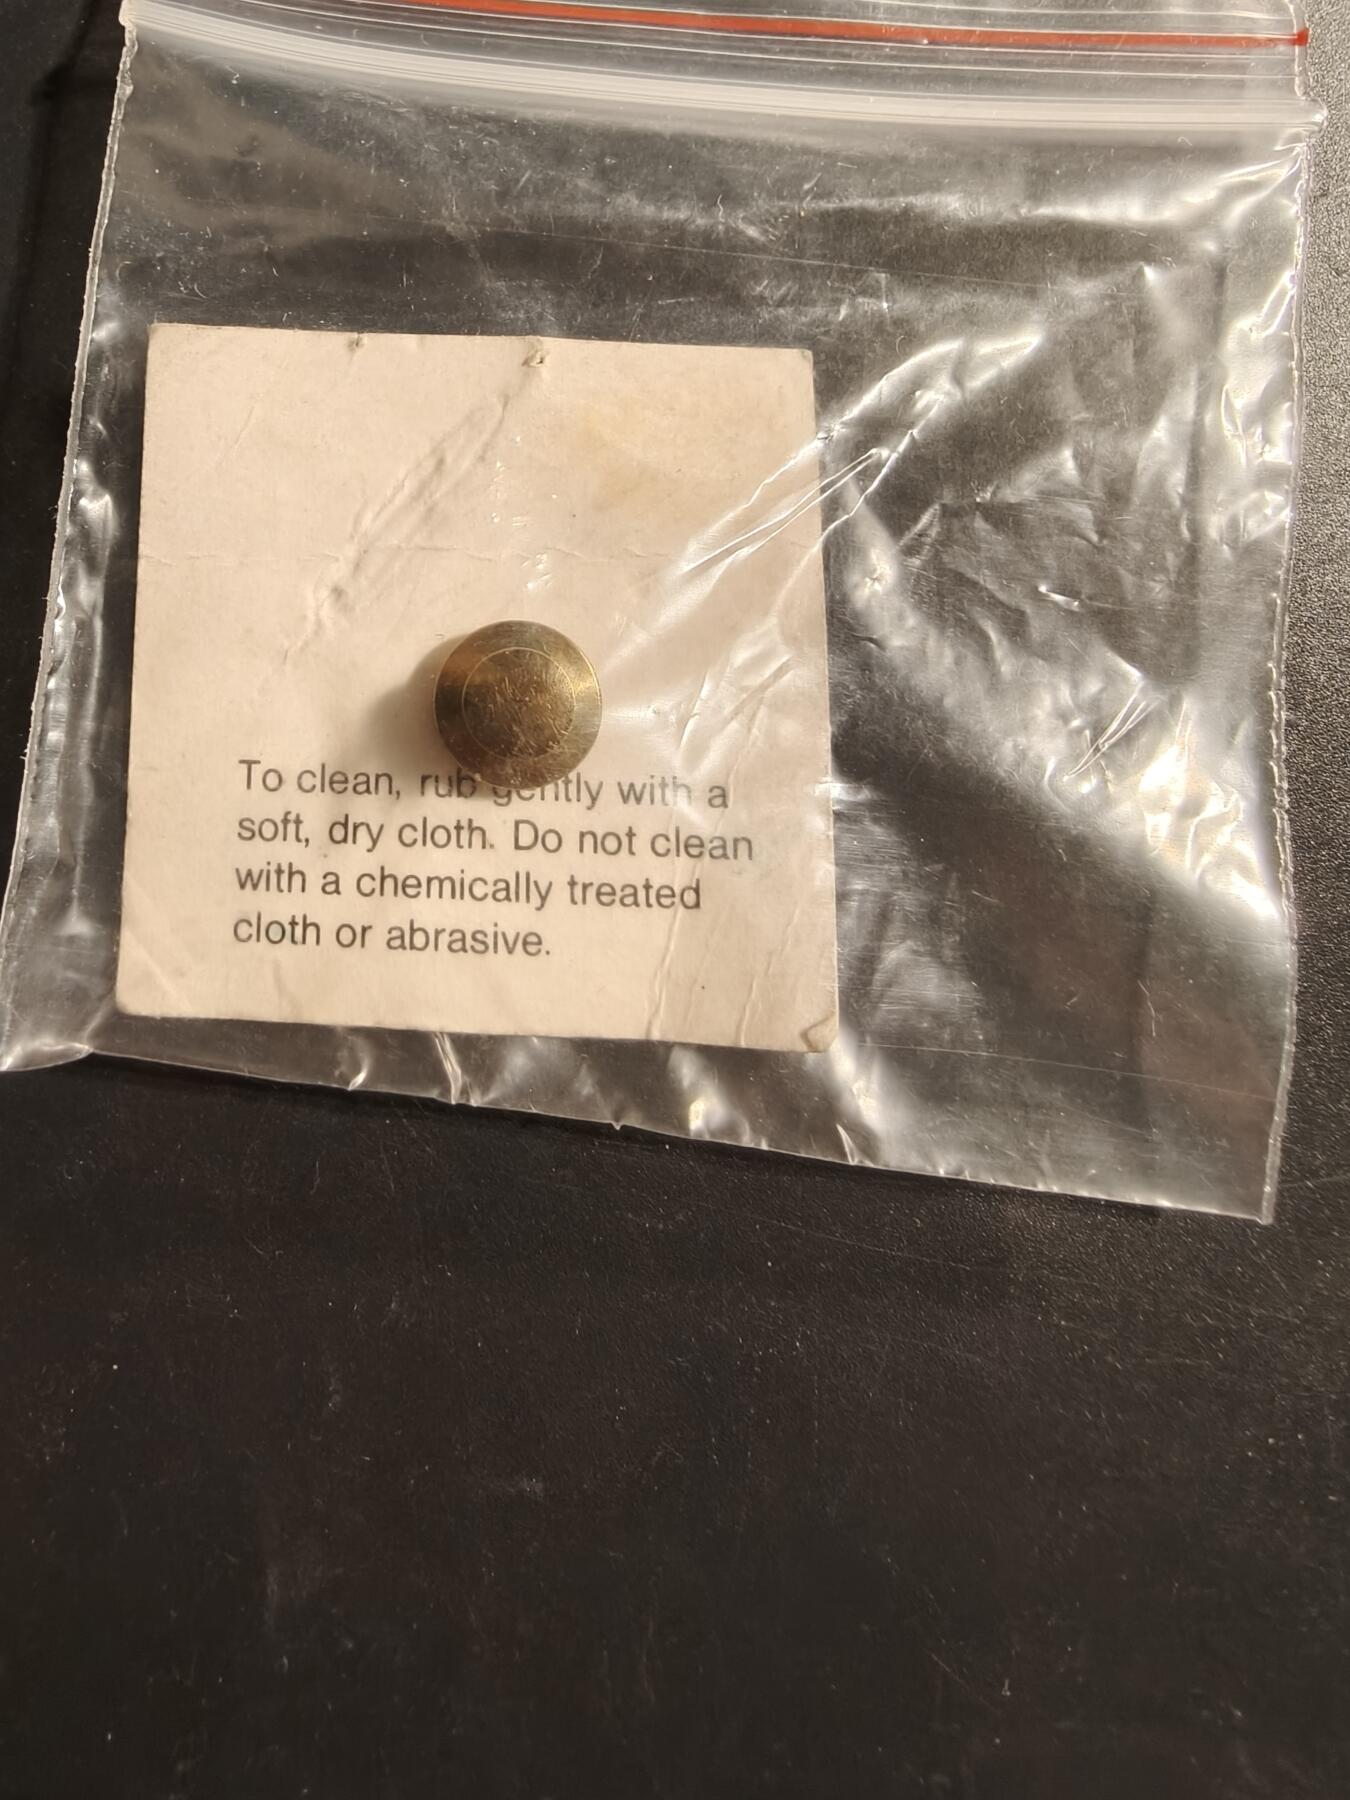 To clean, rub gently with a
soft, dry cloth. Do not clean
with a chemically treated
cloth or abrasive.